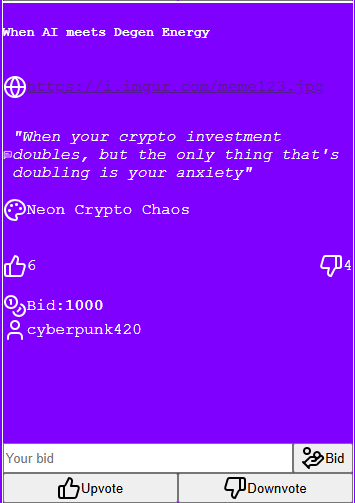 When AI meets Degen Energy
https://i.imgur.com/meme123.jpg
"When your crypto investment
doubles, but the only thing that's
doubling is your anxiety"
Neon Crypto Chaos
6
4
Bid:1000
cyberpunk420
Your bid
Bid
Upvote
Downvote